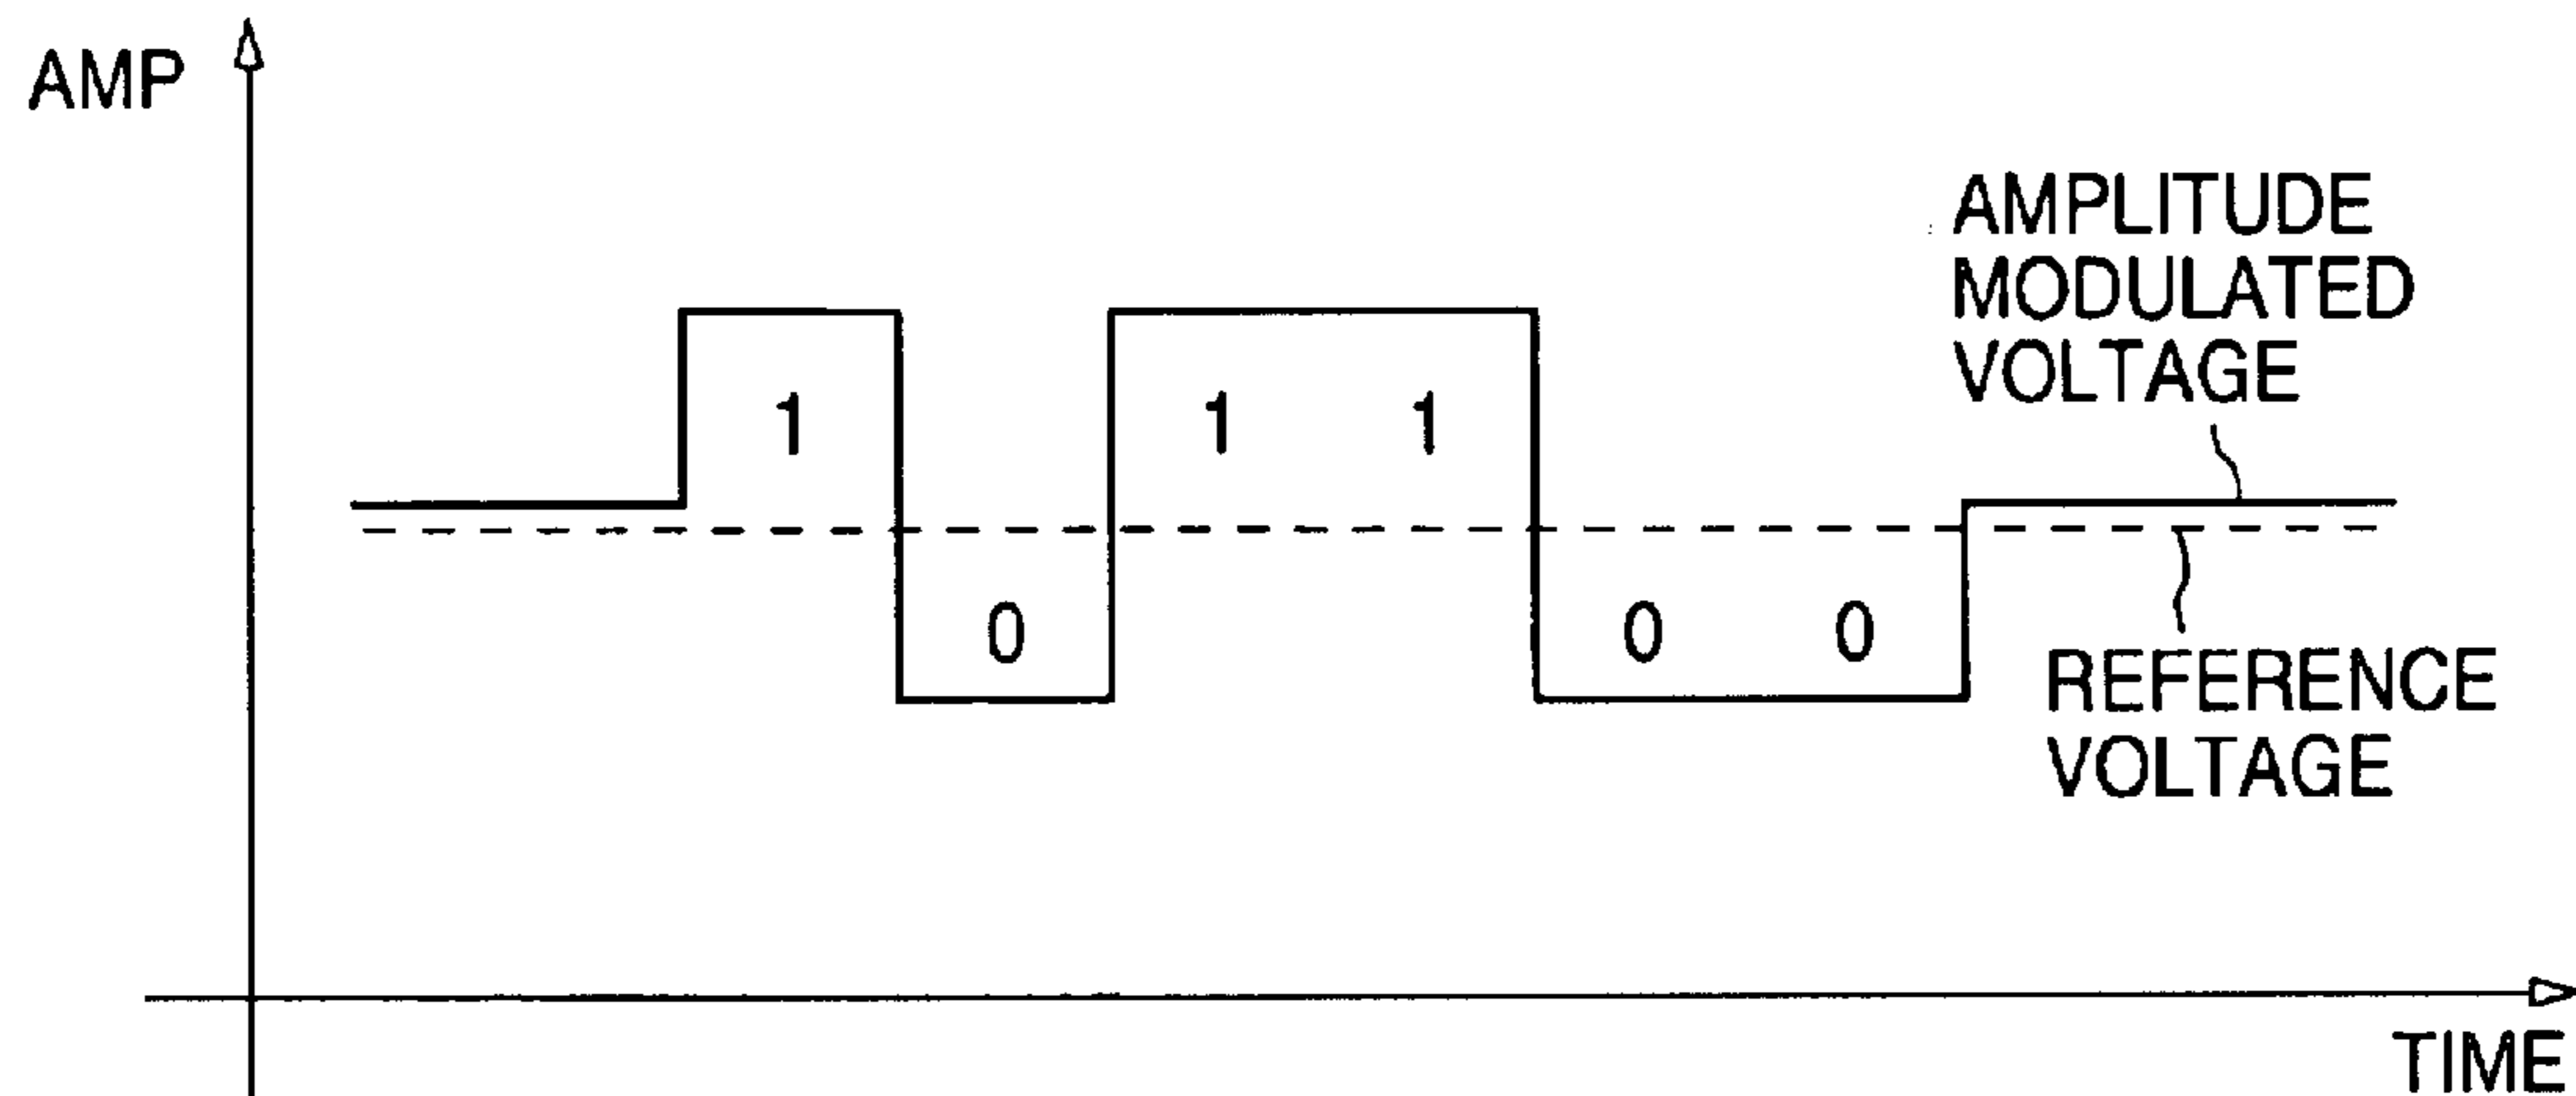 AMP
AMPLITUDE
MODULATED
VOLTAGE
1 1 1
0 0 0
REFERENCE
VOLTAGE
TIME